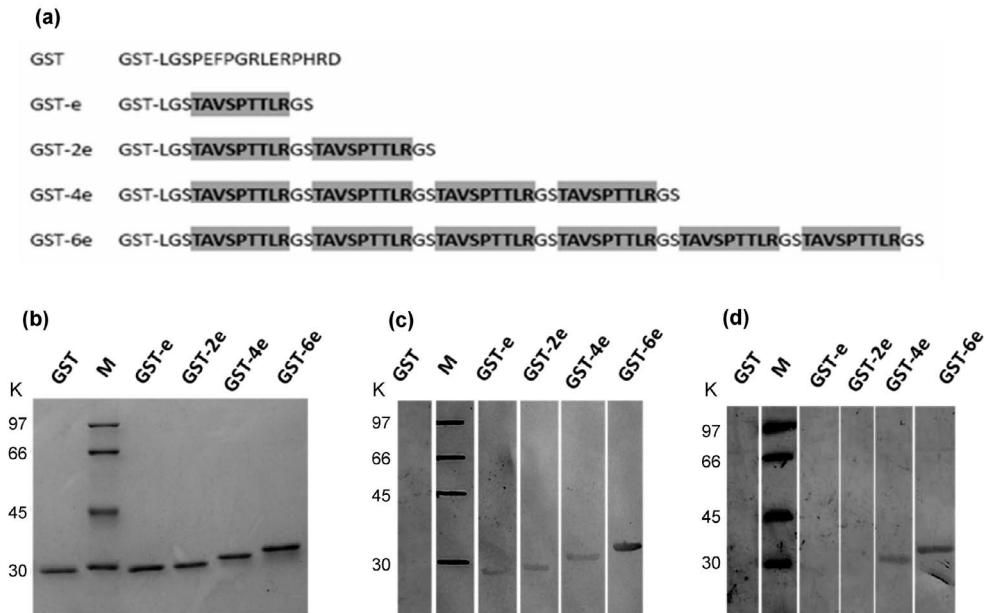 (a)
GST GST-LGSPEFPGRLERPHRD
GST-e GST-LGSTAVSPTTLRGS
GST-2e GST-LGSTAVSPTTLRGSTAVSPTTLRGS
GST-4e GST-LGSTAVSPTTLRGSTAVSPTTLRGSTAVSPTTLRGSTAVSPTTLRGS
GST-6e GST-LGSTAVSPTTLRGSTAVSPTTLRGSTAVSPTTLRGSTAVSPTTLRGSTAVSPTTLRGSTAVSPTTLRGS
(b)
K GST M GST-e GST-2e GST-4e GST-6e
97
66
45
30
(c)
K GST M GST-e GST-2e GST-4e GST-6e
97
66
45
30
(d)
K GST M GST-e GST-2e GST-4e GST-6e
97
66
45
30